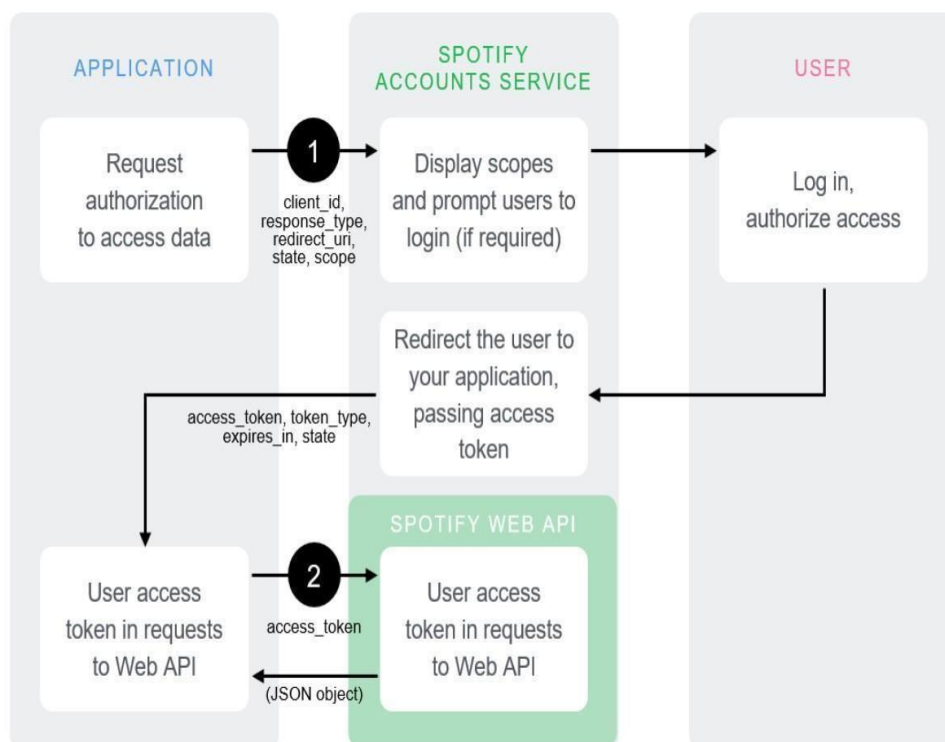 APPLICATION
SPOTIFY
ACCOUNTS SERVICE
USER
Request
authorization
to access data
1
client_id,
response_type,
redirect_uri,
state, scope
Display scopes
and prompt users to
login (if required)
Log in,
authorize access
Redirect the user to
your application,
passing access
token
access_token, token_type,
expires_in, state
SPOTIFY WEB API
User access
token in requests
to Web API
2
access_token
(JSON object)
User access
token in requests
to Web API